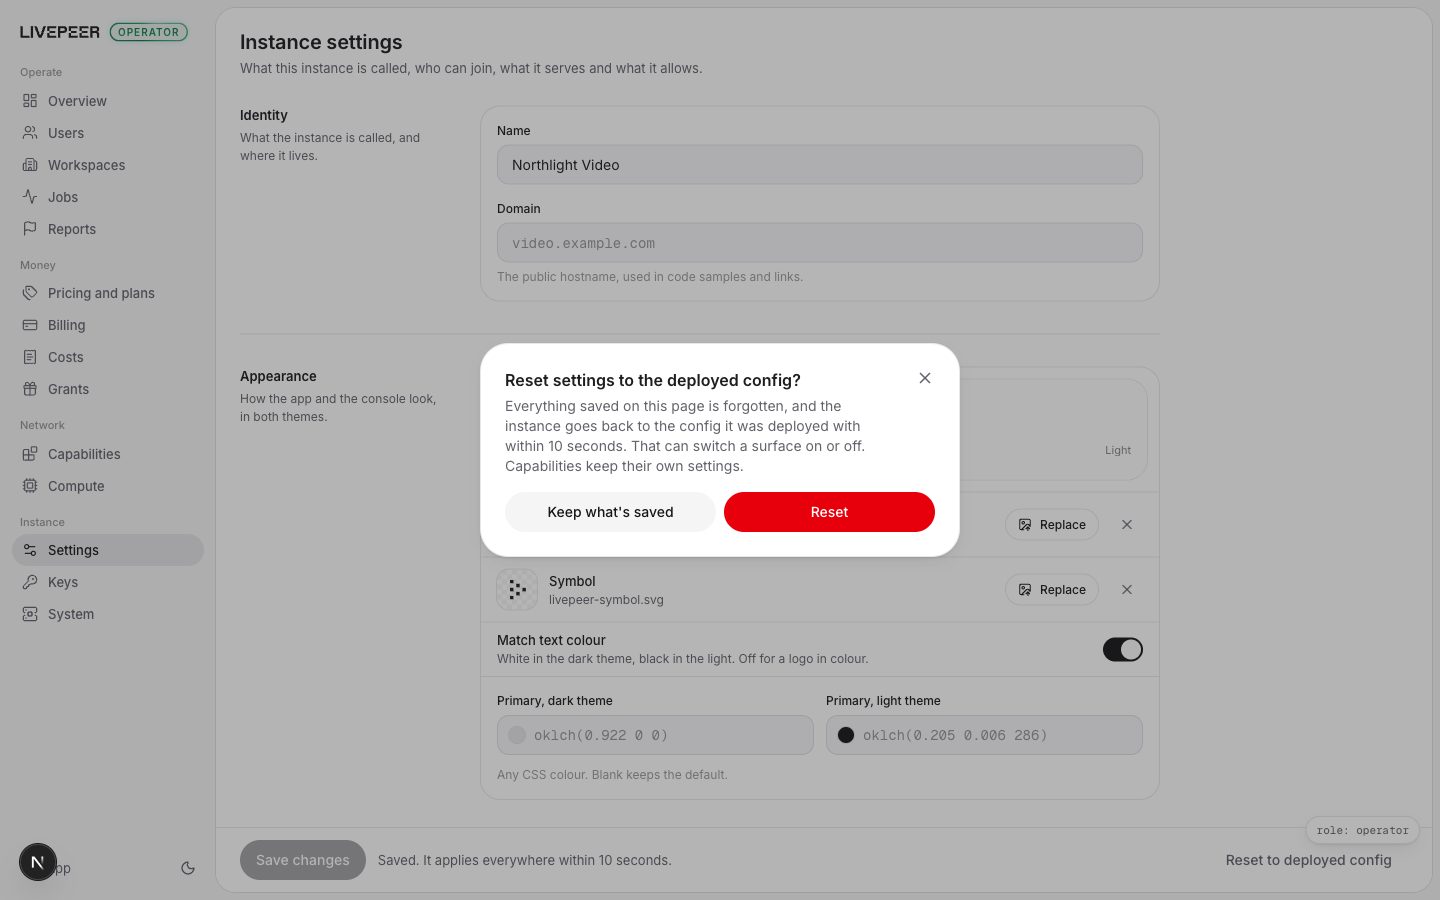 LIVEPEER OPERATOR
Operate
Overview
Users
Workspaces
Jobs
Reports
Money
Pricing and plans
Billing
Costs
Grants
Network
Capabilities
Compute
Instance
Settings
Keys
System
N
pp
Instance settings
What this instance is called, who can join, what it serves and what it allows.
Identity
What the instance is called, and
where it lives.
Name
Northlight Video
Domain
video.example.com
The public hostname, used in code samples and links.
Appearance
How the app and the console look,
in both themes.
Light
Reset settings to the deployed config?
Everything saved on this page is forgotten, and the
instance goes back to the config it was deployed with
within 10 seconds. That can switch a surface on or off.
Capabilities keep their own settings.
Keep what's saved
Reset
Replace
Symbol
livepeer-symbol.svg
Replace
Match text colour
White in the dark theme, black in the light. Off for a logo in colour.
Primary, dark theme
oklch(0.922 0 0)
Primary, light theme
oklch(0.205 0.006 286)
Any CSS colour. Blank keeps the default.
role: operator
Save changes
Saved. It applies everywhere within 10 seconds.
Reset to deployed config